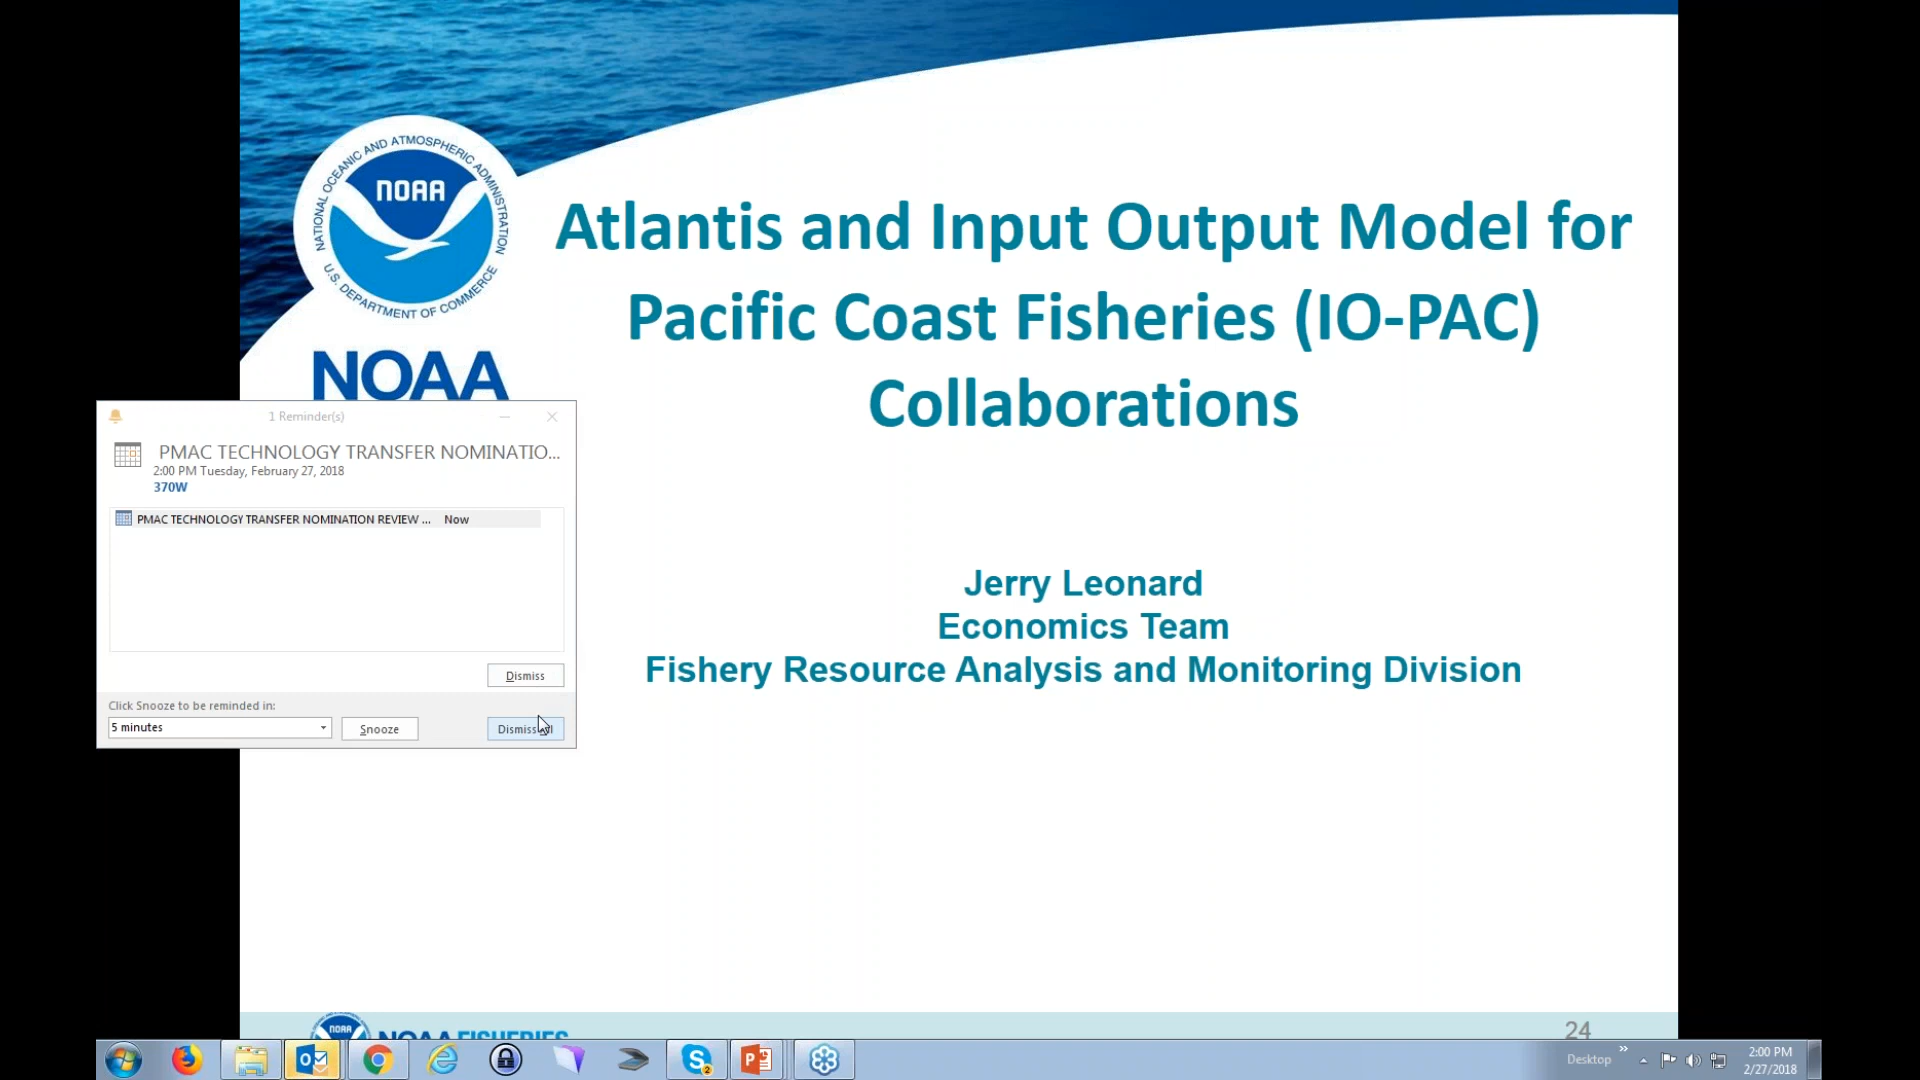 NATIONAL OCEANIC AND ATMOSPHERIC ADMINISTRATION
NOAA
U.S. DEPARTMENT OF COMMERCE
NOAA
Atlantis and Input Output Model for
Pacific Coast Fisheries (IO-PAC)
Collaborations
1 Reminder(s)
PMAC TECHNOLOGY TRANSFER NOMINATIO...
2:00 PM Tuesday, February 27, 2018
370W
PMAC TECHNOLOGY TRANSFER NOMINATION REVIEW ... Now
Dismiss
Click Snooze to be reminded in:
5 minutes
Snooze
Jerry Leonard
Economics Team
Fishery Resource Analysis and Monitoring Division
NOAA
NOAA FISHERIES
24
Desktop
2:00 PM
2/27/2018